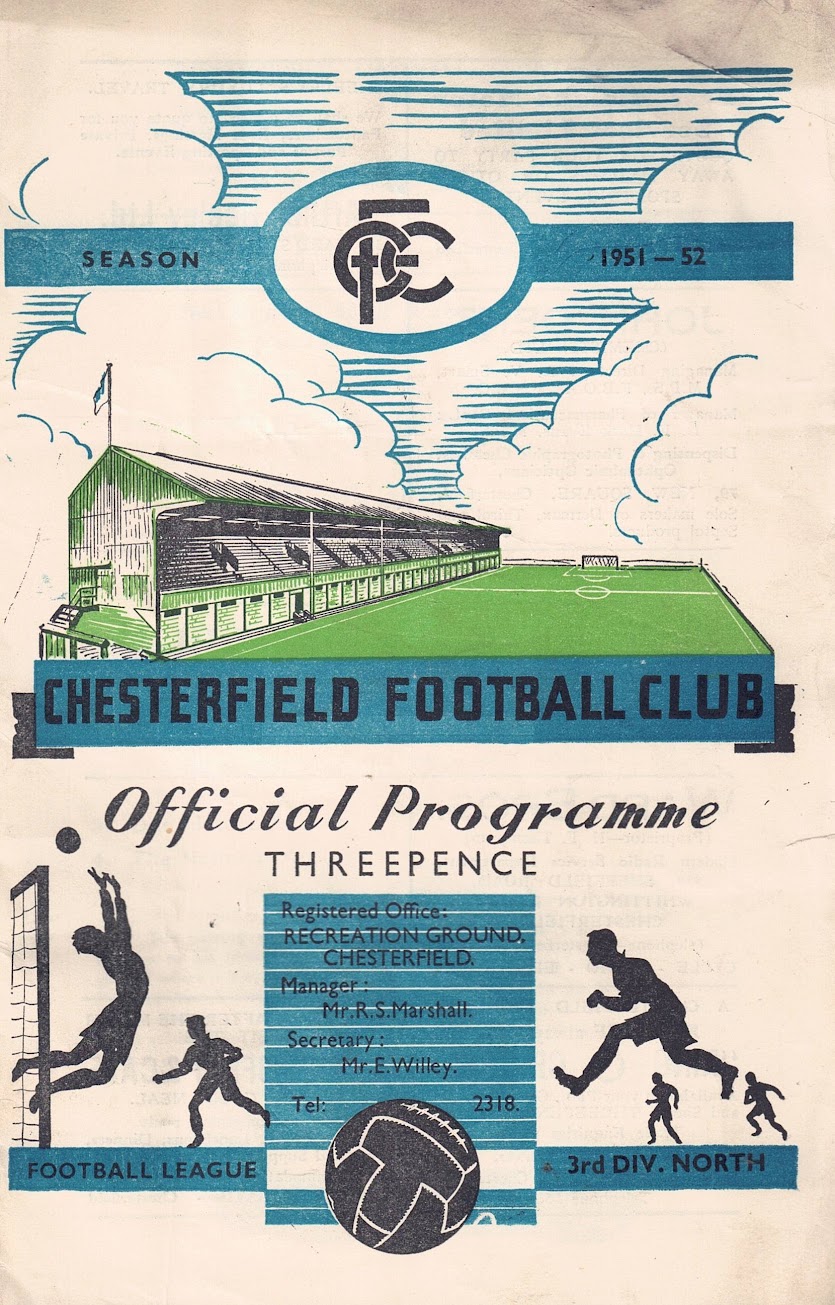 SEASON
1951 — 52
CFC
CHESTERFIELD FOOTBALL CLUB
Official Programme
THREEPENCE
Registered Office:
RECREATION GROUND,
CHESTERFIELD.
Manager:
Mr.R.S.Marshall.
Secretary:
Mr.E.Willey.
Tel: 2318.
FOOTBALL LEAGUE
3rd DIV. NORTH